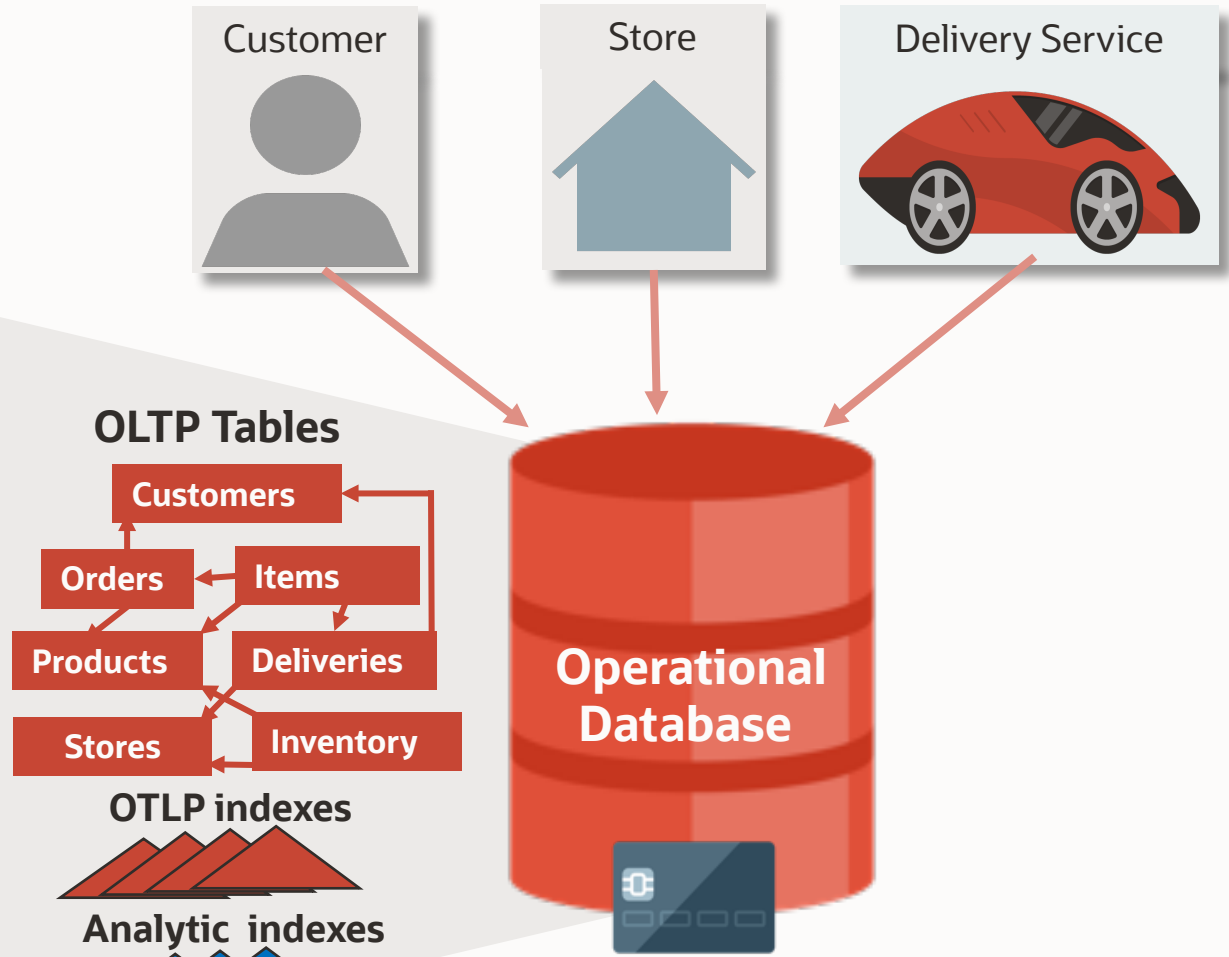 Customer
Store
Delivery Service
OLTP Tables
Customers
Orders
Items
Products
Deliveries
Stores
Inventory
OTLP indexes
Analytic indexes
Operational
Database